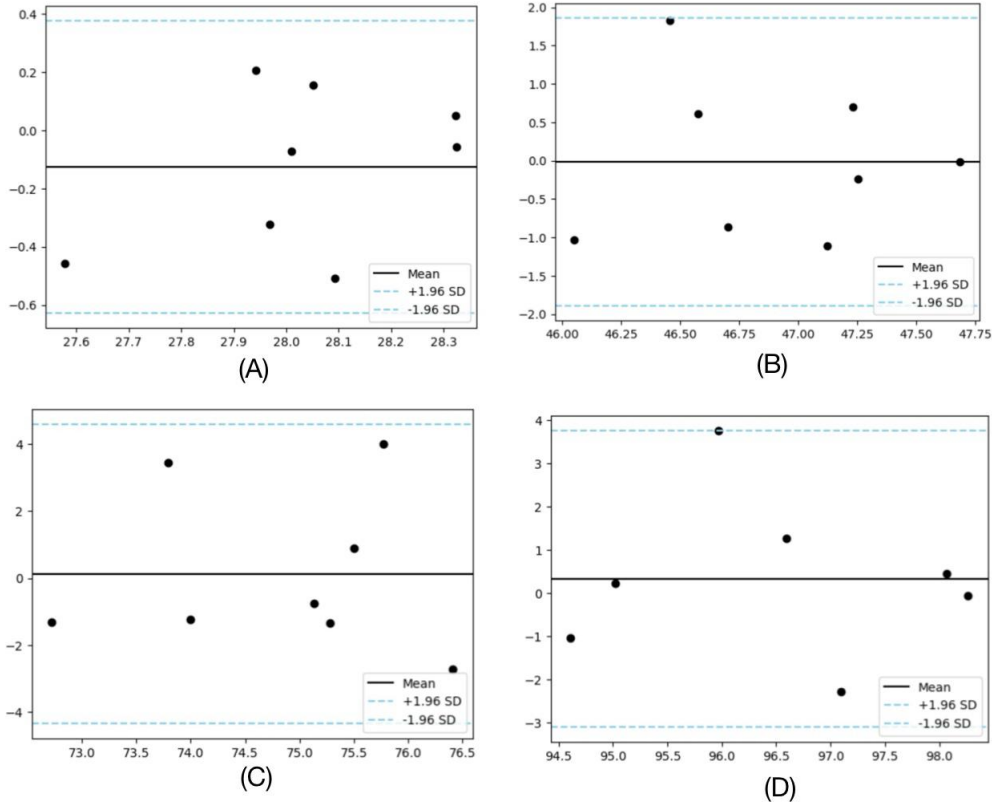 0.4
0.2
0.0
−0.2
−0.4
−0.6
27.6 27.7 27.8 27.9 28.0 28.1 28.2 28.3
Mean
+1.96 SD
-1.96 SD
(A)
2.0
1.5
1.0
0.5
0.0
−0.5
−1.0
−1.5
−2.0
46.00 46.25 46.50 46.75 47.00 47.25 47.50 47.75
Mean
+1.96 SD
-1.96 SD
(B)
4
2
0
−2
−4
73.0 73.5 74.0 74.5 75.0 75.5 76.0 76.5
Mean
+1.96 SD
-1.96 SD
(C)
4
3
2
1
0
−1
−2
−3
94.5 95.0 95.5 96.0 96.5 97.0 97.5 98.0
Mean
+1.96 SD
-1.96 SD
(D)